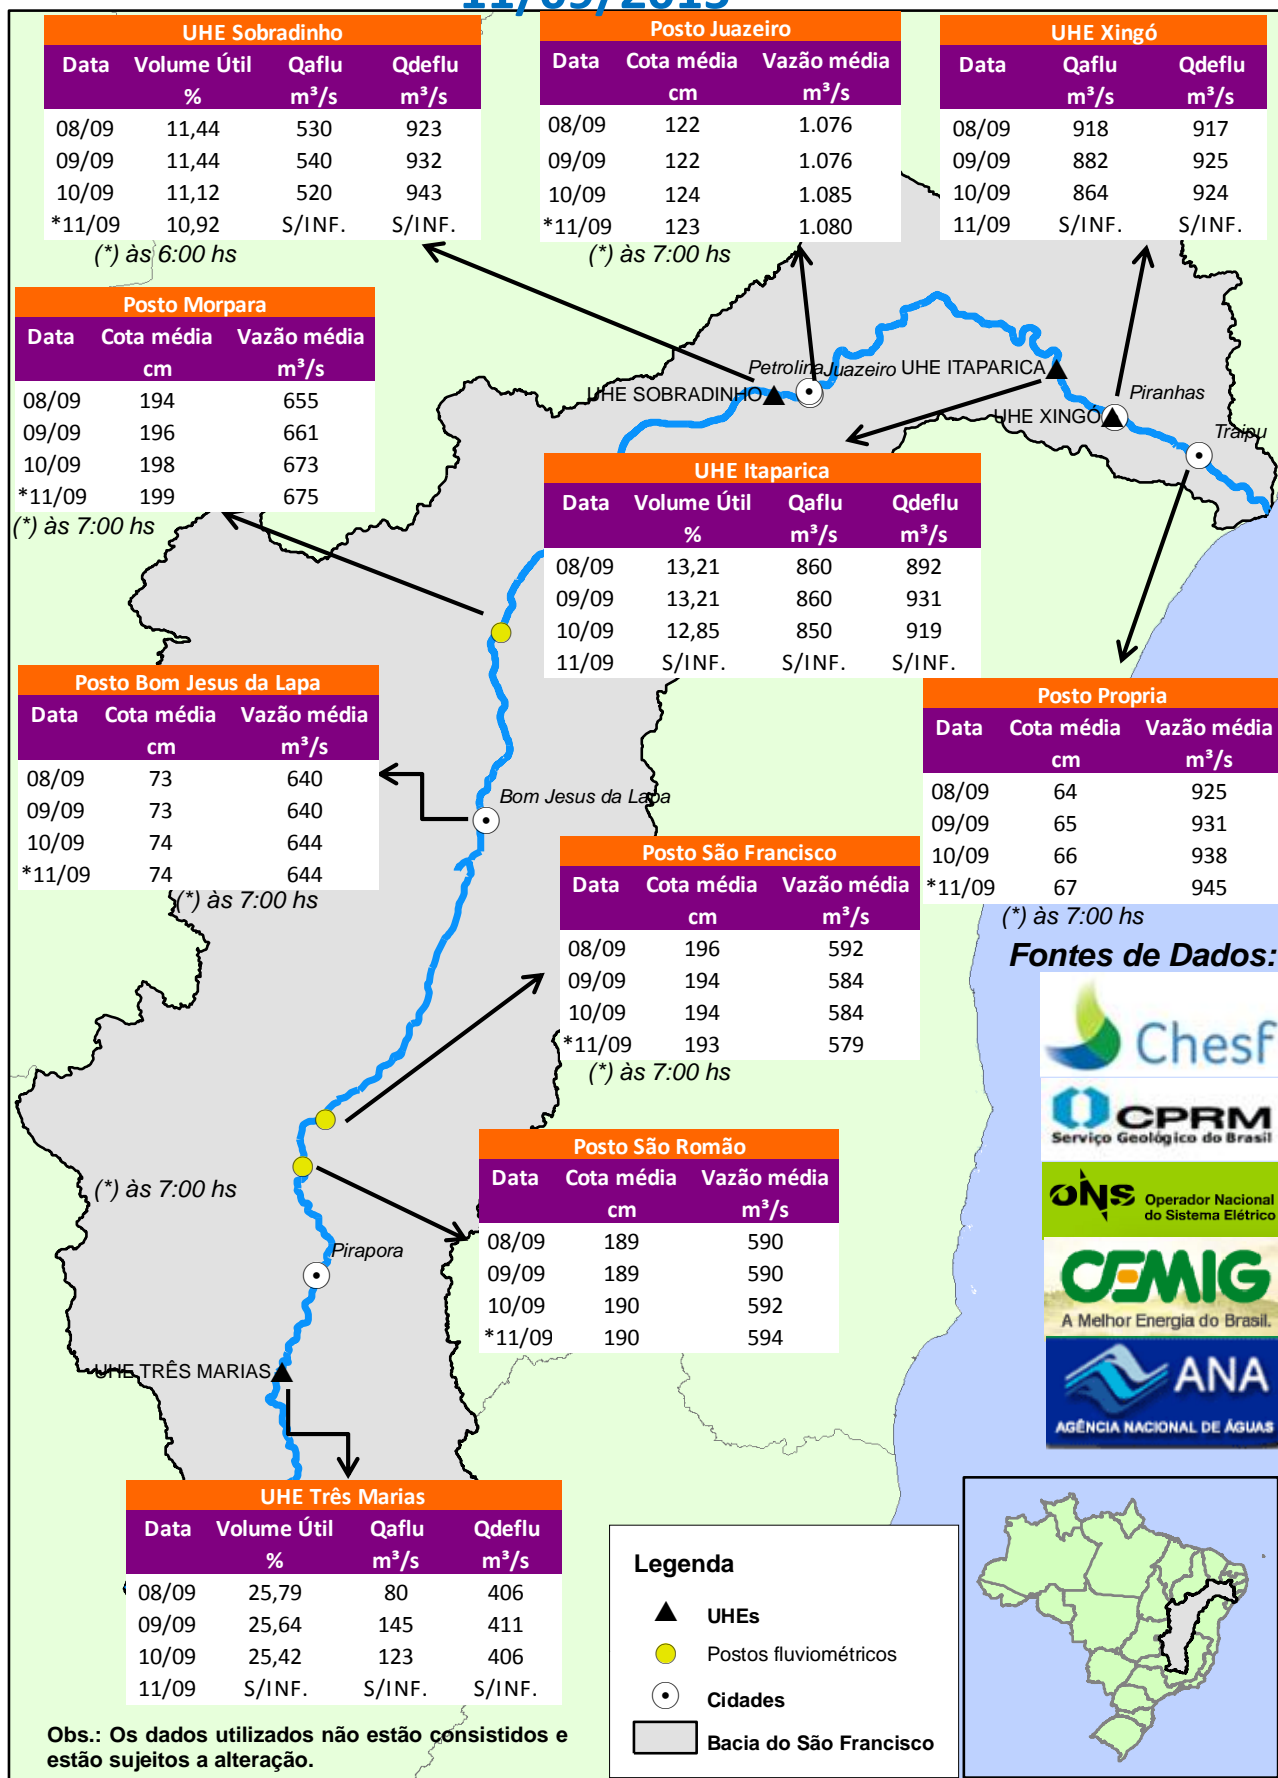 11/09/2015
UHE Sobradinho
Data Volume Útil Qaflu Qdeflu
% m³/s m³/s
08/09 11,44 530 923
09/09 11,44 540 932
10/09 11,12 520 943
*11/09 10,92 S/INF. S/INF.
(*) às 6:00 hs
Posto Juazeiro
Data Cota média Vazão média
cm m³/s
08/09 122 1.076
09/09 122 1.076
10/09 124 1.085
*11/09 123 1.080
(*) às 7:00 hs
UHE Xingó
Data Qaflu Qdeflu
m³/s m³/s
08/09 918 917
09/09 882 925
10/09 864 924
11/09 S/INF. S/INF.
Posto Morpara
Data Cota média Vazão média
cm m³/s
08/09 194 655
09/09 196 661
10/09 198 673
*11/09 199 675
(*) às 7:00 hs
Petrolina Juazeiro UHE ITAPARICA
UHE SOBRADINHO
Piranhas
UHE XINGÓ
Traipu
UHE Itaparica
Data Volume Útil Qaflu Qdeflu
% m³/s m³/s
08/09 13,21 860 892
09/09 13,21 860 931
10/09 12,85 850 919
11/09 S/INF. S/INF. S/INF.
Posto Bom Jesus da Lapa
Data Cota média Vazão média
cm m³/s
08/09 73 640
09/09 73 640
10/09 74 644
*11/09 74 644
(*) às 7:00 hs
Bom Jesus da Lapa
Posto Propria
Data Cota média Vazão média
cm m³/s
08/09 64 925
09/09 65 931
10/09 66 938
*11/09 67 945
(*) às 7:00 hs
Posto São Francisco
Data Cota média Vazão média
cm m³/s
08/09 196 592
09/09 194 584
10/09 194 584
*11/09 193 579
(*) às 7:00 hs
Fontes de Dados:
Chesf
CPRM
Serviço Geológico do Brasil
ONS Operador Nacional
do Sistema Elétrico
CEMIG
A Melhor Energia do Brasil.
ANA
AGÊNCIA NACIONAL DE ÁGUAS
Posto São Romão
Data Cota média Vazão média
cm m³/s
08/09 189 590
09/09 189 590
10/09 190 592
*11/09 190 594
(*) às 7:00 hs
Pirapora
UHE TRÊS MARIAS
UHE Três Marias
Data Volume Útil Qaflu Qdeflu
% m³/s m³/s
08/09 25,79 80 406
09/09 25,64 145 411
10/09 25,42 123 406
11/09 S/INF. S/INF. S/INF.
Obs.: Os dados utilizados não estão consistidos e
estão sujeitos a alteração.
Legenda
UHEs
Postos fluviométricos
Cidades
Bacia do São Francisco